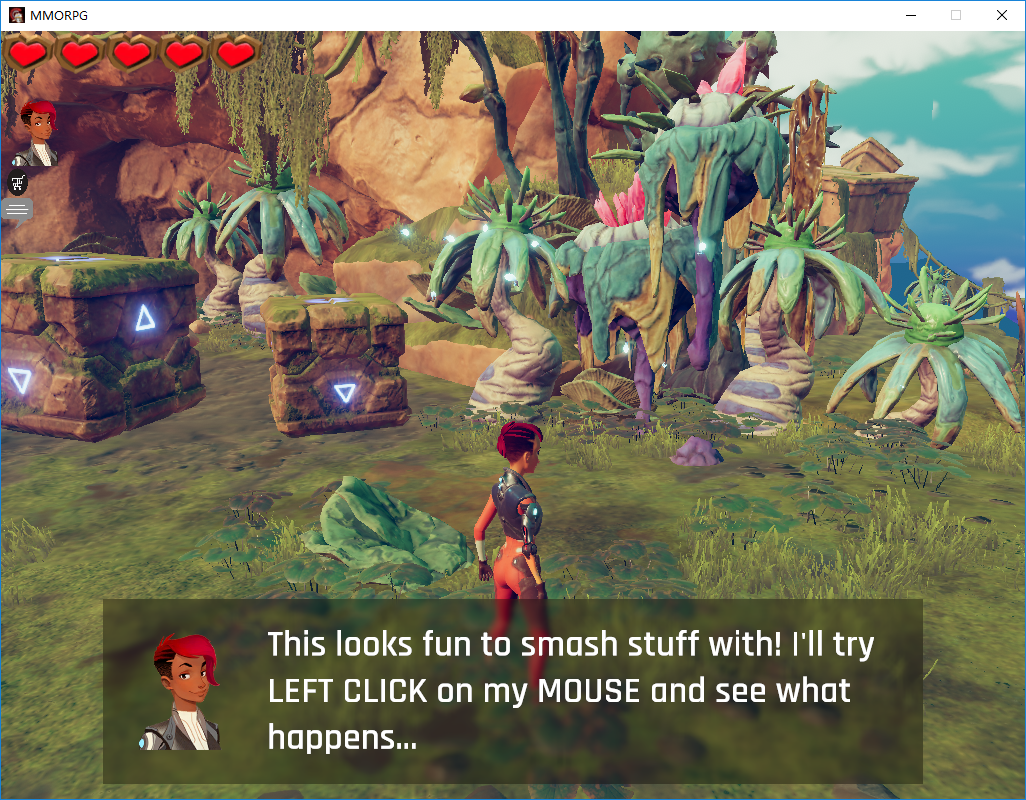 MMORPG
This looks fun to smash stuff with! I'll try
LEFT CLICK on my MOUSE and see what
happens...